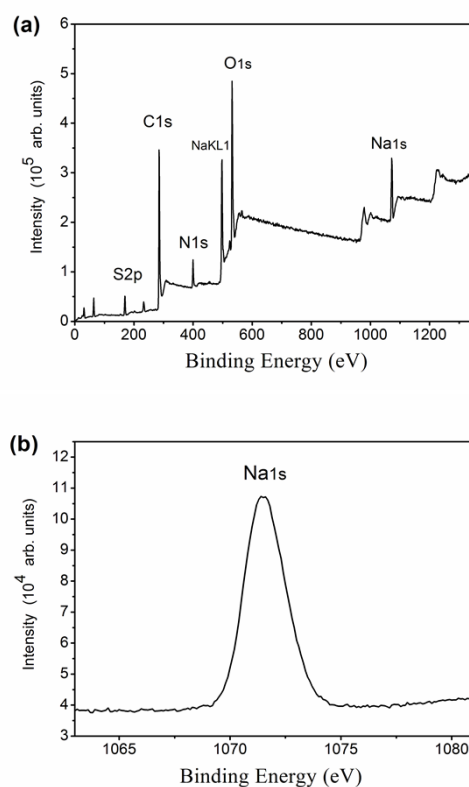 (a)
6
5
4
3
2
1
0
Intensity (10⁵ arb. units)
S2p
C1s
N1s
NaKL1
O1s
Na1s
0 200 400 600 800 1000 1200
Binding Energy (eV)
(b)
12
11
10
9
8
7
6
5
4
3
Intensity (10⁴ arb. units)
Na1s
1065 1070 1075 1080
Binding Energy (eV)